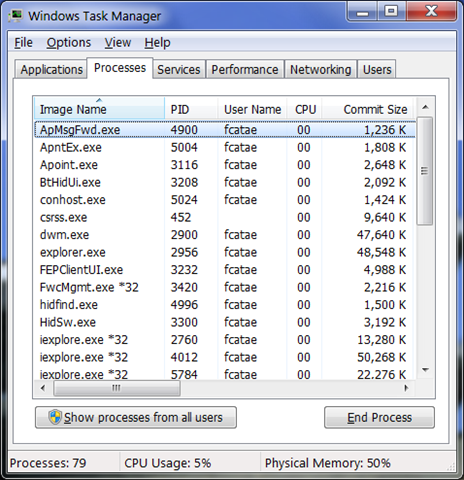 Windows Task Manager
File Options View Help
Applications Processes Services Performance Networking Users
Image Name PID User Name CPU Commit Size
ApMsgFwd.exe 4900 fcatae 00 1,236 K
ApntEx.exe 5004 fcatae 00 1,808 K
Apoint.exe 3116 fcatae 00 2,648 K
BtHidUi.exe 3208 fcatae 00 2,092 K
conhost.exe 5024 fcatae 00 1,424 K
csrss.exe 452 00 9,640 K
dwm.exe 2900 fcatae 00 47,640 K
explorer.exe 2956 fcatae 00 48,548 K
FEPClientUI.exe 3232 fcatae 00 4,988 K
FwcMgmt.exe *32 3420 fcatae 00 2,216 K
hidfind.exe 4996 fcatae 00 1,500 K
HidSw.exe 3300 fcatae 00 3,192 K
iexplore.exe *32 2760 fcatae 00 13,280 K
iexplore.exe *32 4012 fcatae 00 50,268 K
iexplore.exe *32 5784 fcatae 00 22,276 K
Show processes from all users End Process
Processes: 79 CPU Usage: 5% Physical Memory: 50%